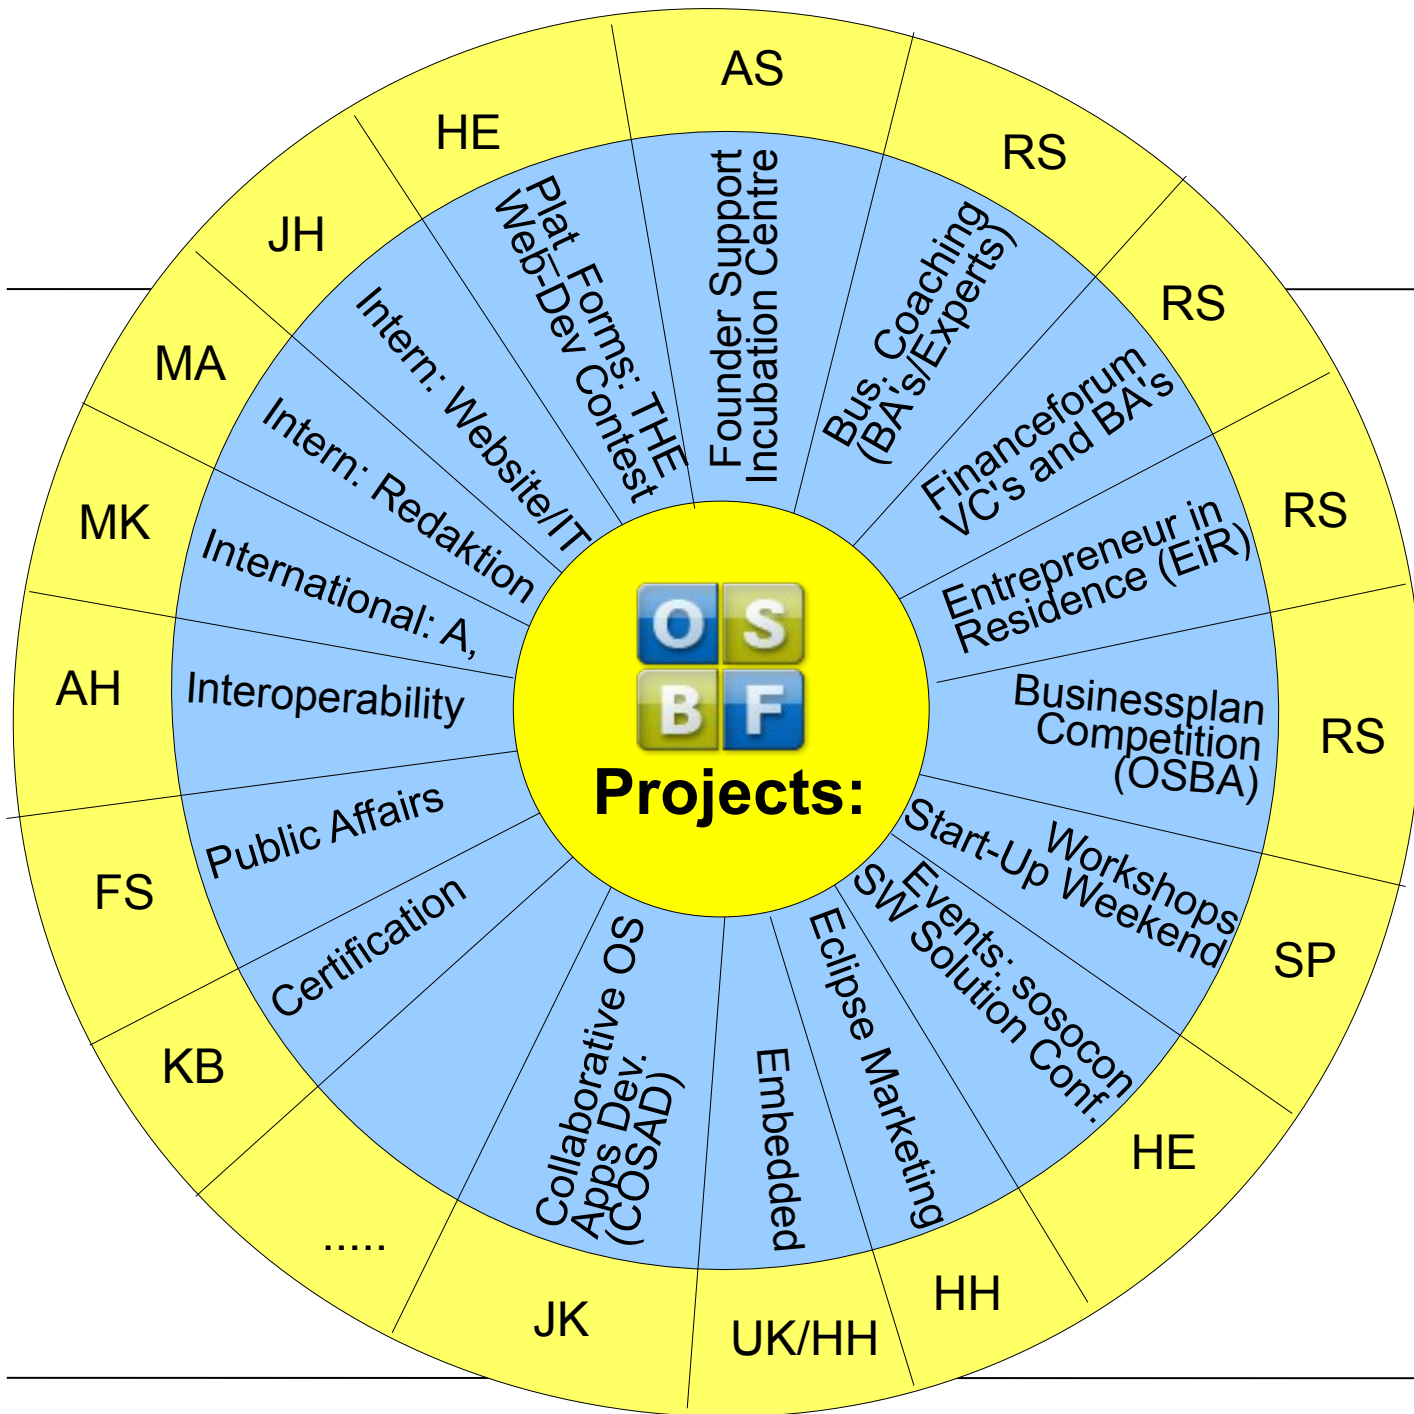 AS
Founder Support
Incubation Centre
RS
Bus. Coaching
(BA's/Experts)
RS
Financeforum
VC's and BA's
RS
Entrepreneur in
Residence (EiR)
RS
Businessplan
Competition
(OSBA)
SP
Workshops
Start-Up Weekend
HE
Events: sosocon
SW Solution Conf.
HH
Eclipse Marketing
UK/HH
Embedded
JK
Collaborative OS
Apps Dev.
(COSAD)
.....
KB
Certification
FS
Public Affairs
AH
Interoperability
MK
International: A,
MA
Intern: Redaktion
JH
Intern: Website/IT
HE
Plat_Forms: THE
Web-Dev Contest
O S
B F
Projects: